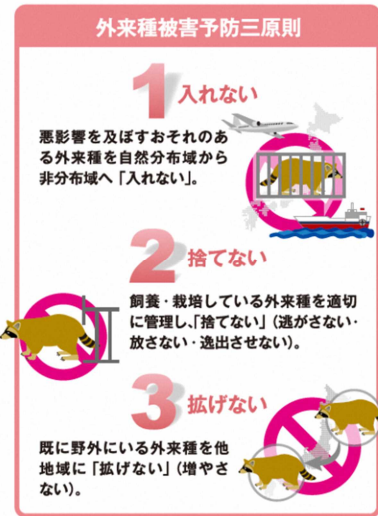 外来種被害予防三原則
1 入れない
悪影響を及ぼすおそれのあ
る外来種を自然分布域から
非分布域へ「入れない」。
2 捨てない
飼養・栽培している外来種を適切
に管理し、「捨てない」(逃がさない・
放さない・逸出させない)。
3 拡げない
既に野外にいる外来種を他
地域に「拡げない」(増やさ
ない)。